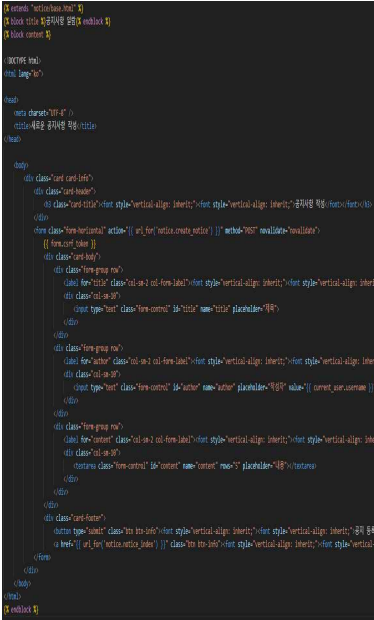 {% extends "notice/base.html" %}
{% block title %}공지사항 알람{% endblock %}
{% block content %}
<!DOCTYPE html>
<html lang="ko">
<head>
<meta charset="UTF-8" />
<title>새로운 공지사항 작성</title>
</head>
<body>
<div class="card card-info">
<div class="card-header">
<h3 class="card-title"><font style="vertical-align: inherit;"><font style="vertical-align: inherit;">공지사항 작성</font></font></h3>
</div>
<form class="form-horizontal" action="{{ url_for('notice.create_notice') }}" method="POST" novalidate="novalidate">
{{ form.csrf_token }}
<div class="card-body">
<div class="form-group row">
<label for="title" class="col-sm-2 col-form-label"><font style="vertical-align: inherit;"><font style="vertical-align: inheri
<div class="col-sm-10">
<input type="text" class="form-control" id="title" name="title" placeholder="제목">
</div>
</div>
<div class="form-group row">
<label for="author" class="col-sm-2 col-form-label"><font style="vertical-align: inherit;"><font style="vertical-align: inher
<div class="col-sm-10">
<input type="text" class="form-control" id="author" name="author" placeholder="작성자" value="{{ current_user.username }}
</div>
</div>
<div class="form-group row">
<label for="content" class="col-sm-2 col-form-label"><font style="vertical-align: inherit;"><font style="vertical-align: inhe
<div class="col-sm-10">
<textarea class="form-control" id="content" name="content" rows="5" placeholder="내용"></textarea>
</div>
</div>
</div>
<div class="card-footer">
<button type="submit" class="btn btn-info"><font style="vertical-align: inherit;"><font style="vertical-align: inherit;">공지 등록
<a href="{{ url_for('notice.notice_index') }}" class="btn btn-info"><font style="vertical-align: inherit;"><font style="vertical-
</form>
</div>
</body>
</html>
{% endblock %}